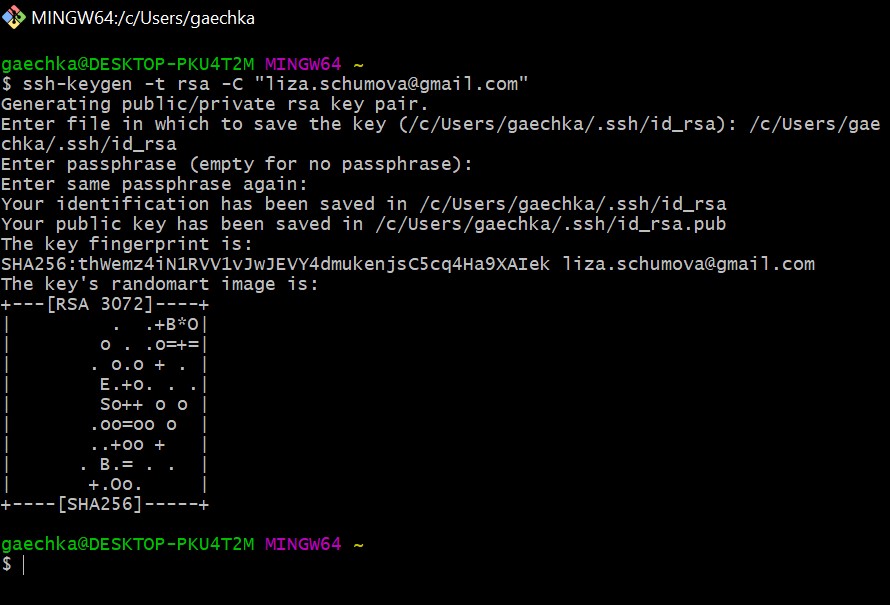 MINGW64:/c/Users/gaechka
gaechka@DESKTOP-PKU4T2M MINGW64 ~
$ ssh-keygen -t rsa -C "liza.schumova@gmail.com"
Generating public/private rsa key pair.
Enter file in which to save the key (/c/Users/gaechka/.ssh/id_rsa): /c/Users/gae
chka/.ssh/id_rsa
Enter passphrase (empty for no passphrase):
Enter same passphrase again:
Your identification has been saved in /c/Users/gaechka/.ssh/id_rsa
Your public key has been saved in /c/Users/gaechka/.ssh/id_rsa.pub
The key fingerprint is:
SHA256:thWemz4iN1RVV1vJwJEVY4dmukenjsC5cq4Ha9XAIek liza.schumova@gmail.com
The key's randomart image is:
+---[RSA 3072]----+
|         .  .+B*O|
|        o . .o=+=|
|       . o.o + . |
|        E.+o. . .|
|        So++ o o |
|       .oo=oo o  |
|       ..+oo +   |
|      . B.= . .  |
|       +.Oo.     |
+----[SHA256]-----+
gaechka@DESKTOP-PKU4T2M MINGW64 ~
$